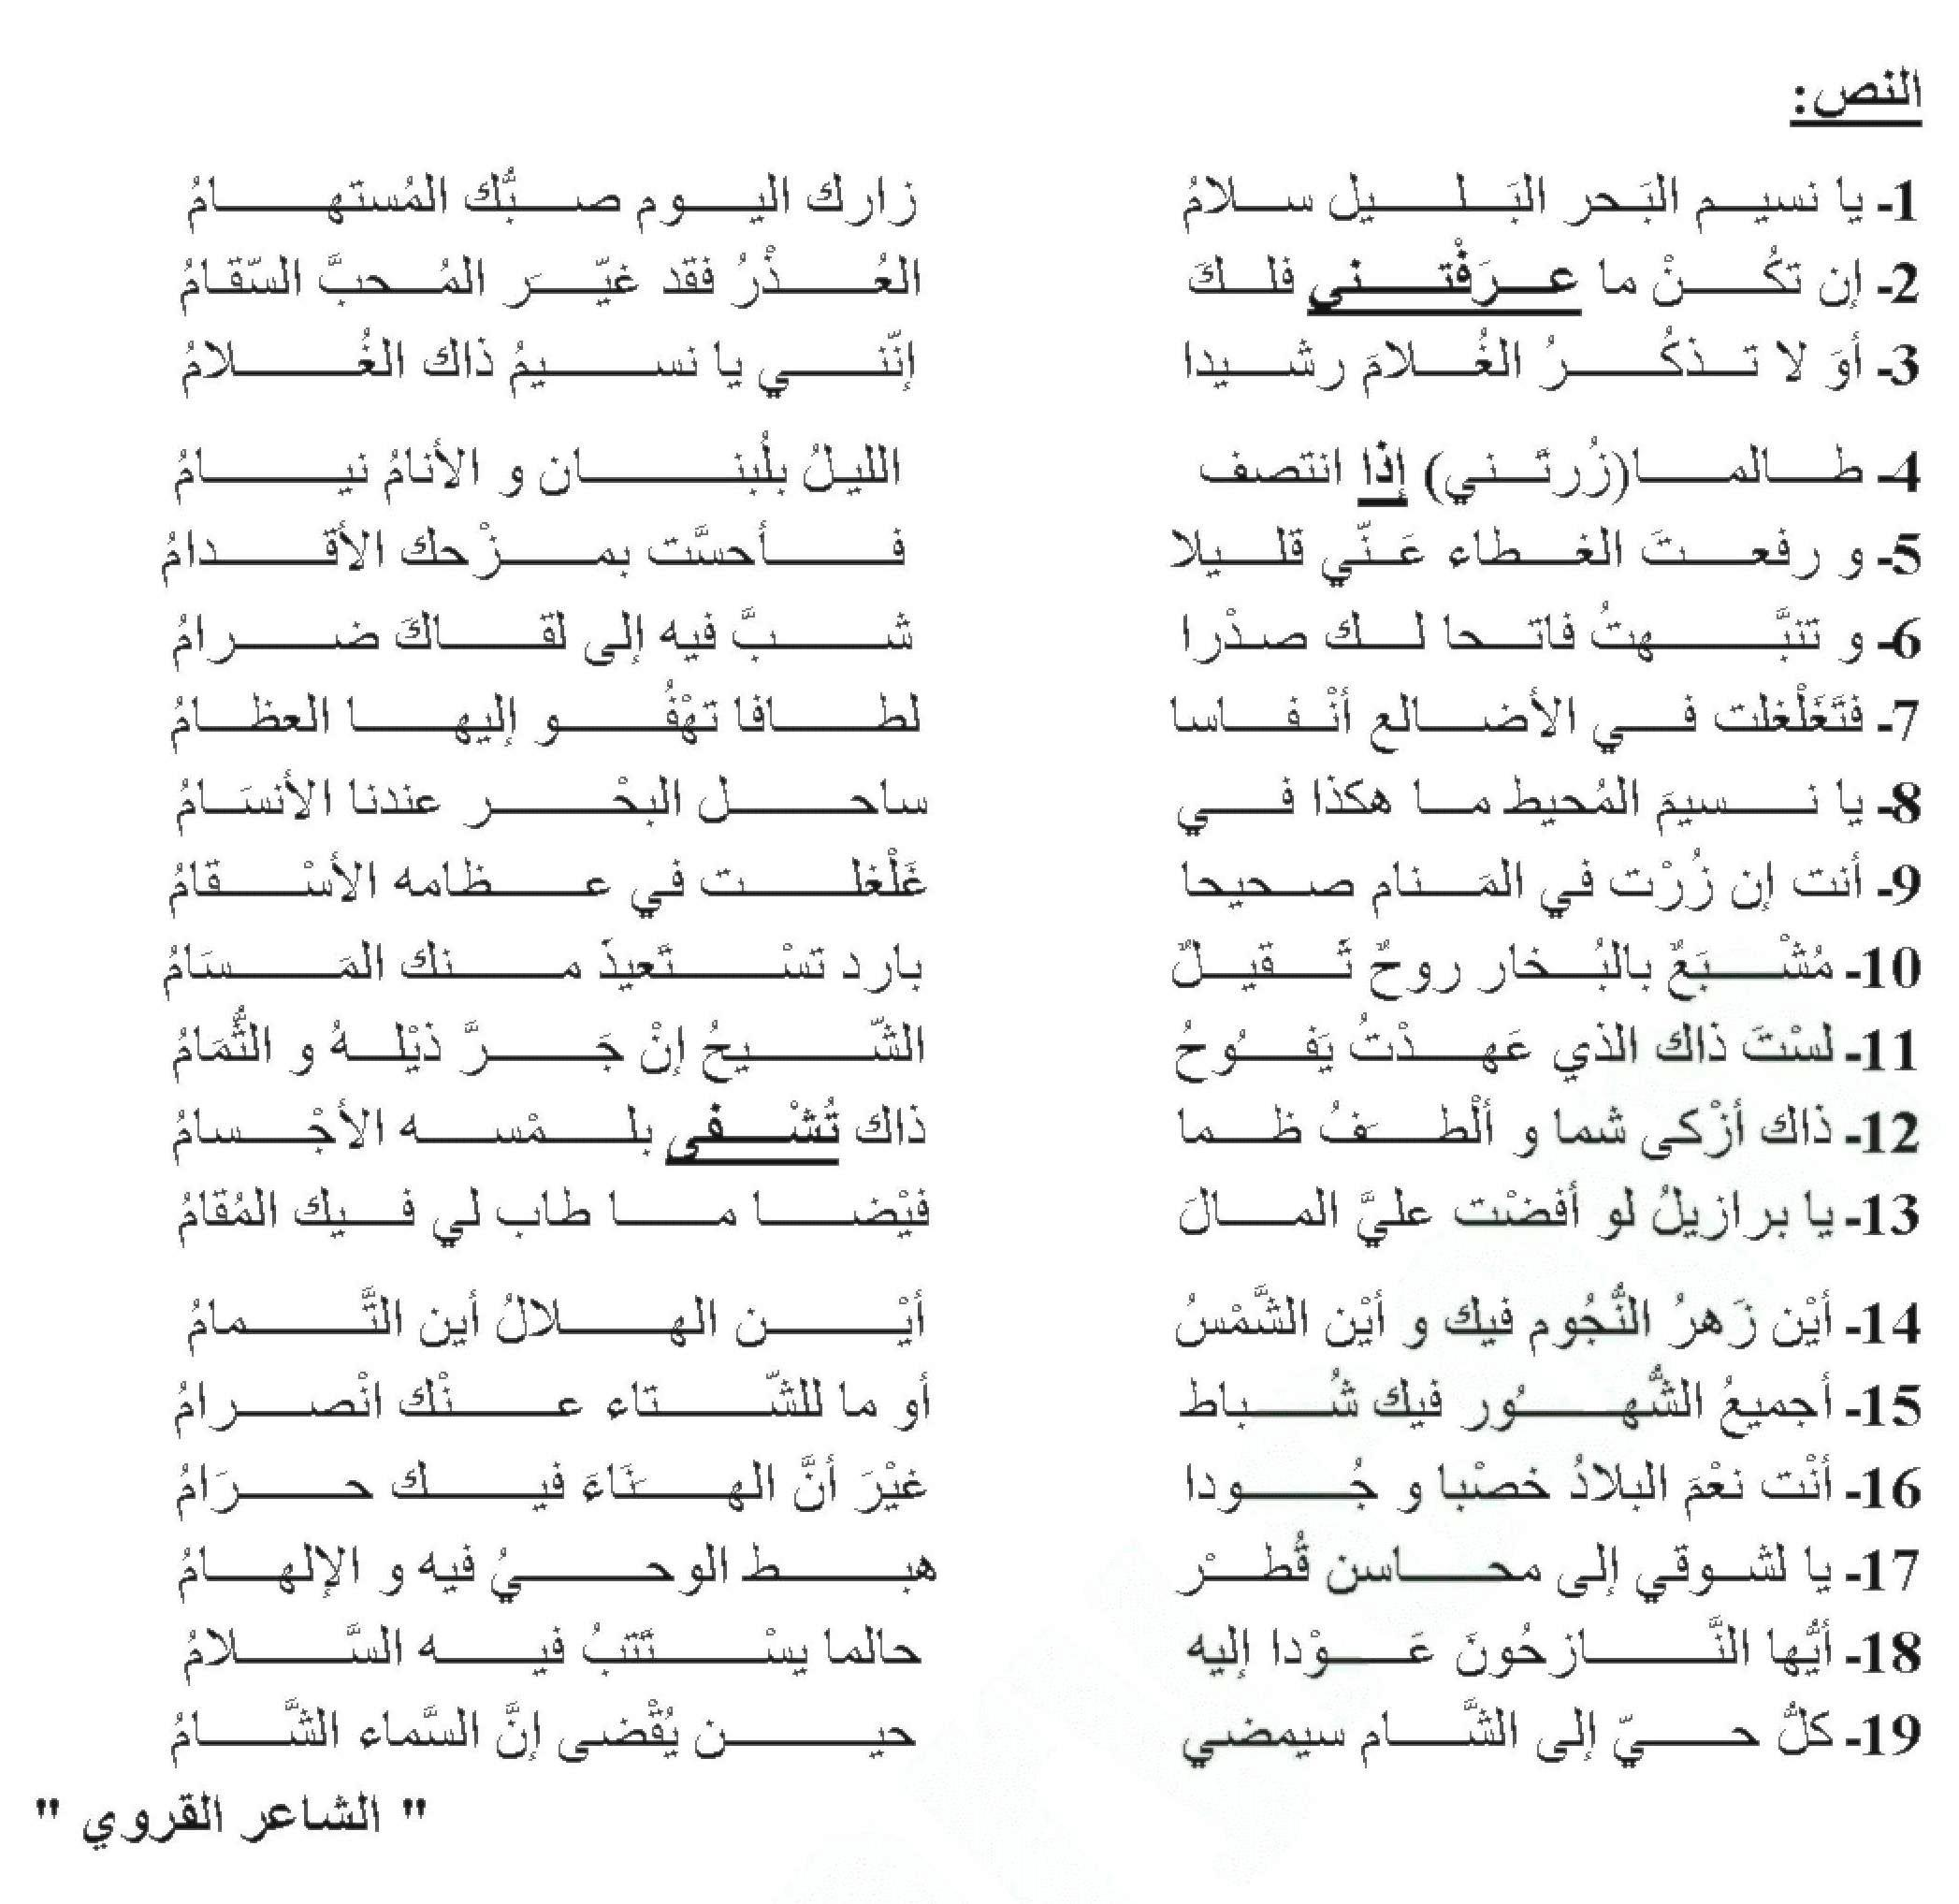 النص:
1- يا نسيم البَحر البَليل سلامُ زارك اليوم صبُّك المُستهامُ
2- إن تكُنْ ما عرَفْتني فلكَ العُذْرُ فقد غيّرَ المُحبَّ السّقَامُ
3- أوَ لا تذكُرُ الغُلامَ رشيدا إنّني يا نسيمُ ذاك الغُلامُ
4- طالما(زُرتَني) إذا انتصف الليلُ بلُبنان و الأنامُ نيامُ
5- و رفعتَ الغطاء عَنّي قليلا فأحسَّت بمزْحك الأقدامُ
6- و تنبَّهتُ فاتحا لك صدْرا شبَّ فيه إلى لقَاكَ ضرامُ
7- فتَغَلْغلت في الأضالع أنْفاسا لطافا تهْفُو إليها العظامُ
8- يا نسيمَ المُحيط ما هكذا في ساحل البحْر عندنا الأنسَامُ
9- أنت إن زُرْت في المَنام صحيحا غَلْغلت في عظامه الأسْقَامُ
10- مُشْبَعٌ بالبُخار روحٌ ثَقيلٌ بارد تسْتَعيذَ منك المَسَامُ
11- لسْتَ ذاك الذي عَهدْتُ يَفُوحُ الشّيحُ إنْ جَرَّ ذيْلهُ و الثُّمَامُ
12- ذاك أزْكى شما و ألْطفُ ظما ذاك تُشْفى بلمْسه الأجْسامُ
13- يا برازيلُ لو أفضْت عليَّ المالَ فيْضا ما طاب لي فيك المُقَامُ
14- أيْن زَهرُ النُّجُوم فيك و أيْن الشَّمْسُ أيْن الهلالُ أين التَّمامُ
15- أجميعُ الشُّهُور فيك شُباط أو ما للشّتاء عنْك انْصرامُ
16- أنْت نعْمَ البلادُ خصْبا و جُودا غيْرَ أنَّ الهنَاءَ فيك حرَامُ
17- يا لشوقي إلى محاسن قُطرْ هبط الوحيُ فيه و الإلهامُ
18- أيُّها النَّازحُونَ عَوْدا إليه حالما يسْتَتبُ فيه السَّلامُ
19- كلُّ حيّ إلى الشَّام سيمضي حين يُقْضى إنَّ السَّماء الشَّامُ
" الشاعر القروي "